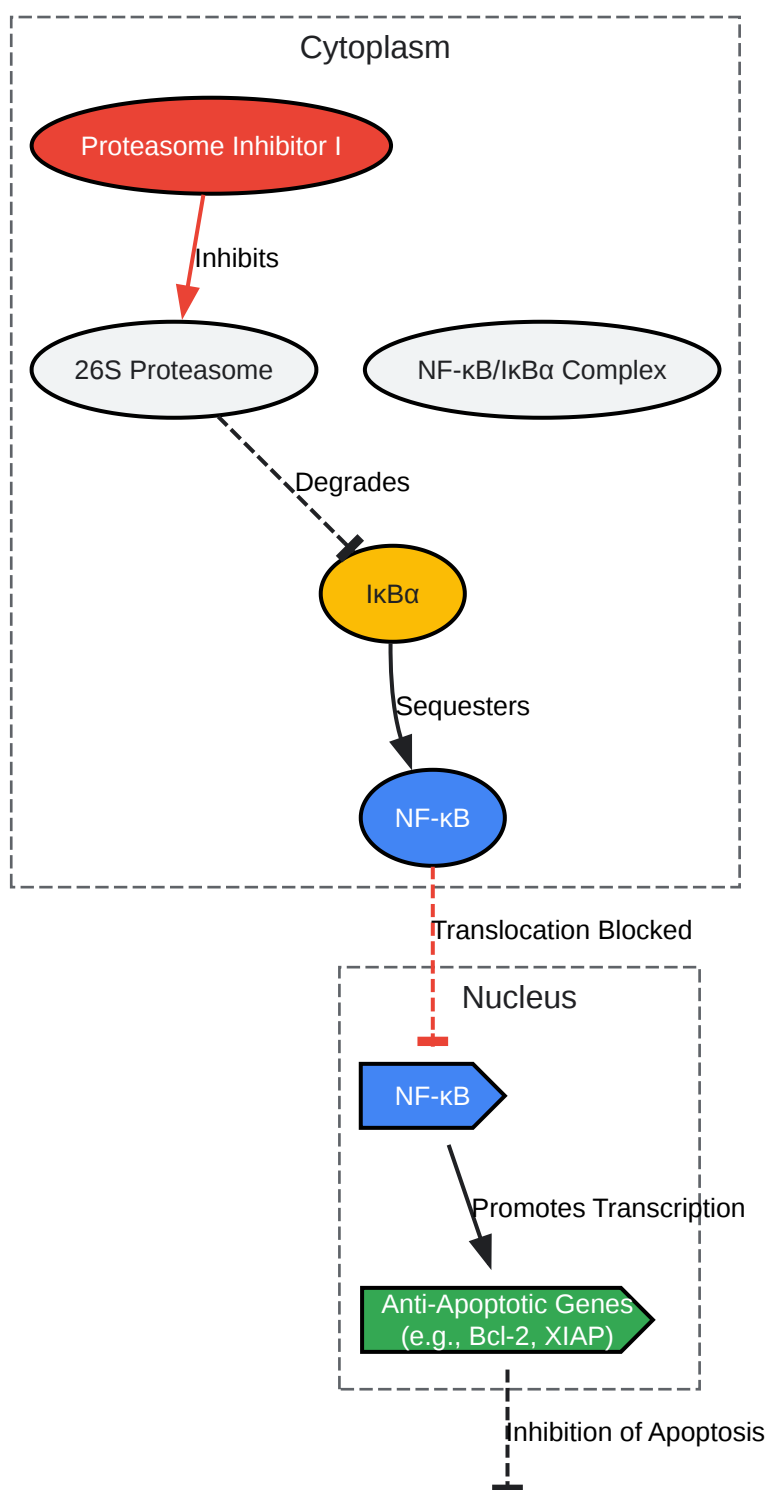 Cytoplasm
Proteasome Inhibitor I
Inhibits
26S Proteasome
NF-κB/IκBα Complex
Degrades
IκBα
Sequesters
NF-κB
Translocation Blocked
Nucleus
NF-κB
Promotes Transcription
Anti-Apoptotic Genes
(e.g., Bcl-2, XIAP)
Inhibition of Apoptosis